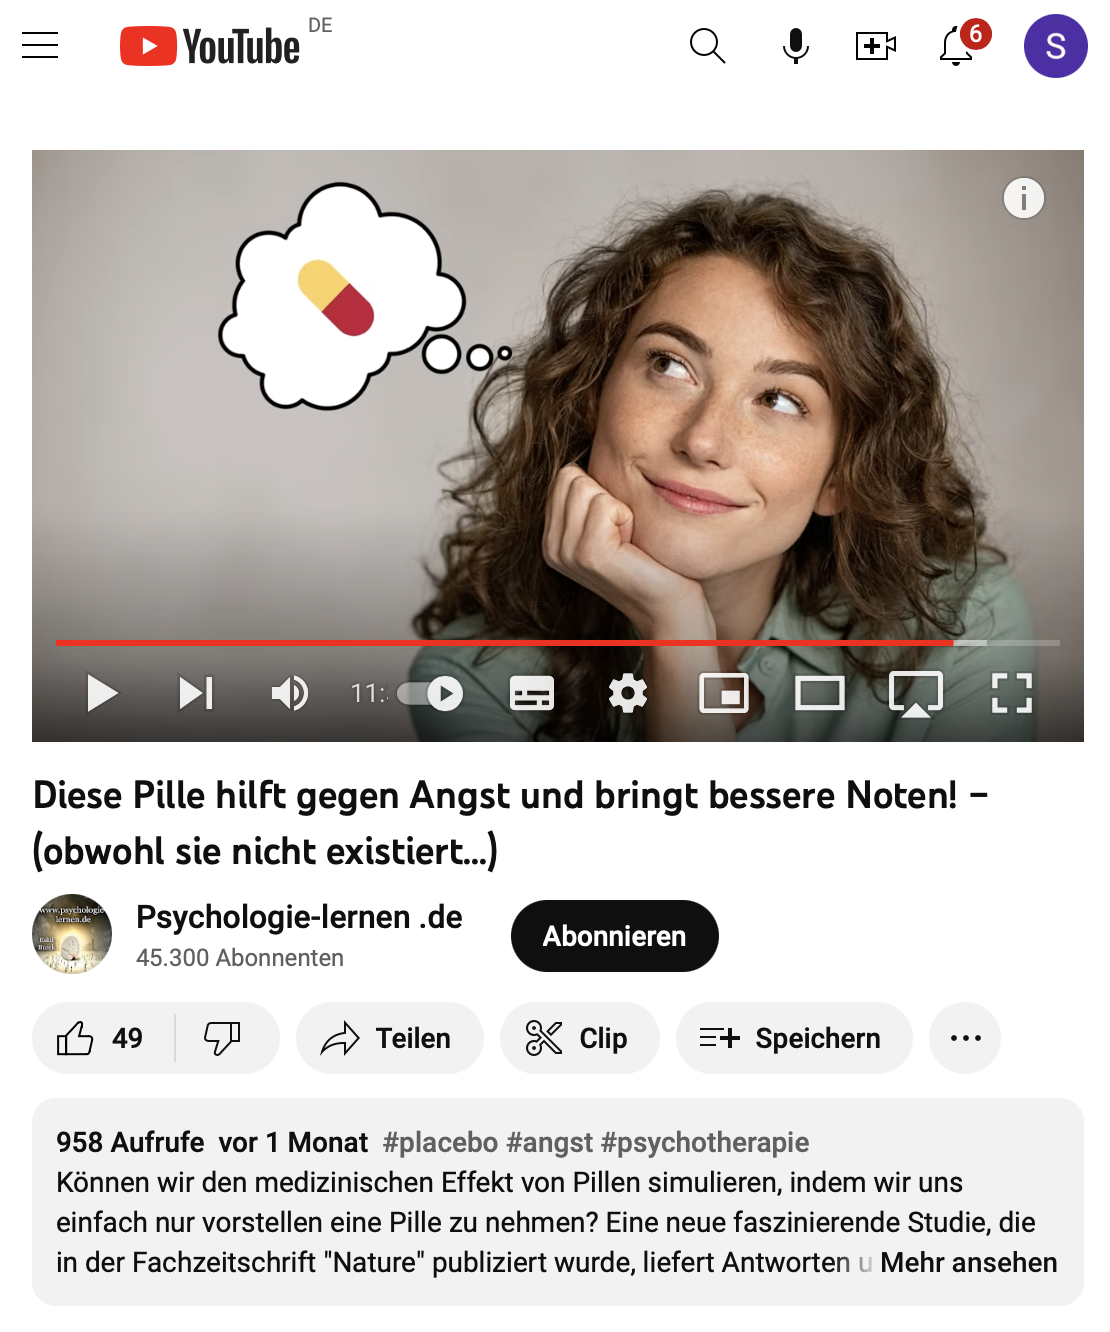 YouTube DE
6
S
i
11:
Diese Pille hilft gegen Angst und bringt bessere Noten! –
(obwohl sie nicht existiert...)
www.psychologie
lernen.de
Psychologie-lernen .de
45.300 Abonnenten
Abonnieren
49 Teilen Clip Speichern
958 Aufrufe vor 1 Monat #placebo #angst #psychotherapie
Können wir den medizinischen Effekt von Pillen simulieren, indem wir uns
einfach nur vorstellen eine Pille zu nehmen? Eine neue faszinierende Studie, die
in der Fachzeitschrift "Nature" publiziert wurde, liefert Antworten u Mehr ansehen